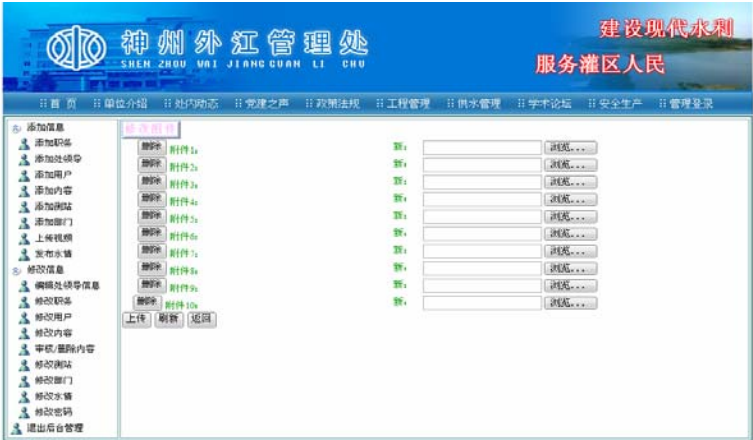 神州外江管理处
SHEN ZHOU WAI JIANG GUAN LI CHU
建设现代水利
服务灌区人民
首 页 单位介绍 处内动态 党建之声 政策法规 工程管理 供水管理 学术论坛 安全生产 管理登录
添加信息
添加职务
添加处领导
添加用户
添加内容
添加测站
添加部门
上传视频
发布水情
修改信息
编辑处领导信息
修改职务
修改用户
修改内容
审核/删除内容
修改测站
修改部门
修改水情
修改密码
退出后台管理
修改附件
删除 附件1: 新: 浏览...
删除 附件2: 新: 浏览...
删除 附件3: 新: 浏览...
删除 附件4: 新: 浏览...
删除 附件5: 新: 浏览...
删除 附件6: 新: 浏览...
删除 附件7: 新: 浏览...
删除 附件8: 新: 浏览...
删除 附件9: 新: 浏览...
删除 附件10: 新: 浏览...
上传 刷新 返回